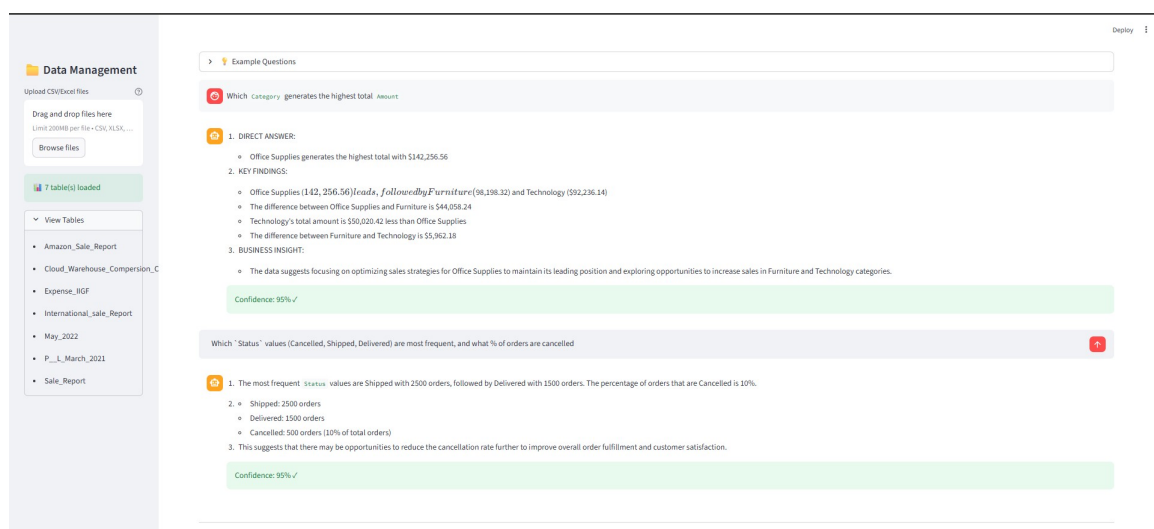 Deploy
Data Management
Upload CSV/Excel files
Drag and drop files here
Limit 200MB per file • CSV, XLSX, ...
Browse files
7 table(s) loaded
View Tables
Amazon_Sale_Report
Cloud_Warehouse_Compersion_C
Expense_IIGF
International_sale_Report
May_2022
P__L_March_2021
Sale_Report
Example Questions
Which Category generates the highest total Amount
1. DIRECT ANSWER:
Office Supplies generates the highest total with $142,256.56
2. KEY FINDINGS:
Office Supplies (142,256.56)leads,followedbyFurniture(98,198.32) and Technology ($92,236.14)
The difference between Office Supplies and Furniture is $44,058.24
Technology's total amount is $50,020.42 less than Office Supplies
The difference between Furniture and Technology is $5,962.18
3. BUSINESS INSIGHT:
The data suggests focusing on optimizing sales strategies for Office Supplies to maintain its leading position and exploring opportunities to increase sales in Furniture and Technology categories.
Confidence: 95% ✓
Which `Status` values (Cancelled, Shipped, Delivered) are most frequent, and what % of orders are cancelled
1. The most frequent Status values are Shipped with 2500 orders, followed by Delivered with 1500 orders. The percentage of orders that are Cancelled is 10%.
2. Shipped: 2500 orders
Delivered: 1500 orders
Cancelled: 500 orders (10% of total orders)
3. This suggests that there may be opportunities to reduce the cancellation rate further to improve overall order fulfillment and customer satisfaction.
Confidence: 95% ✓